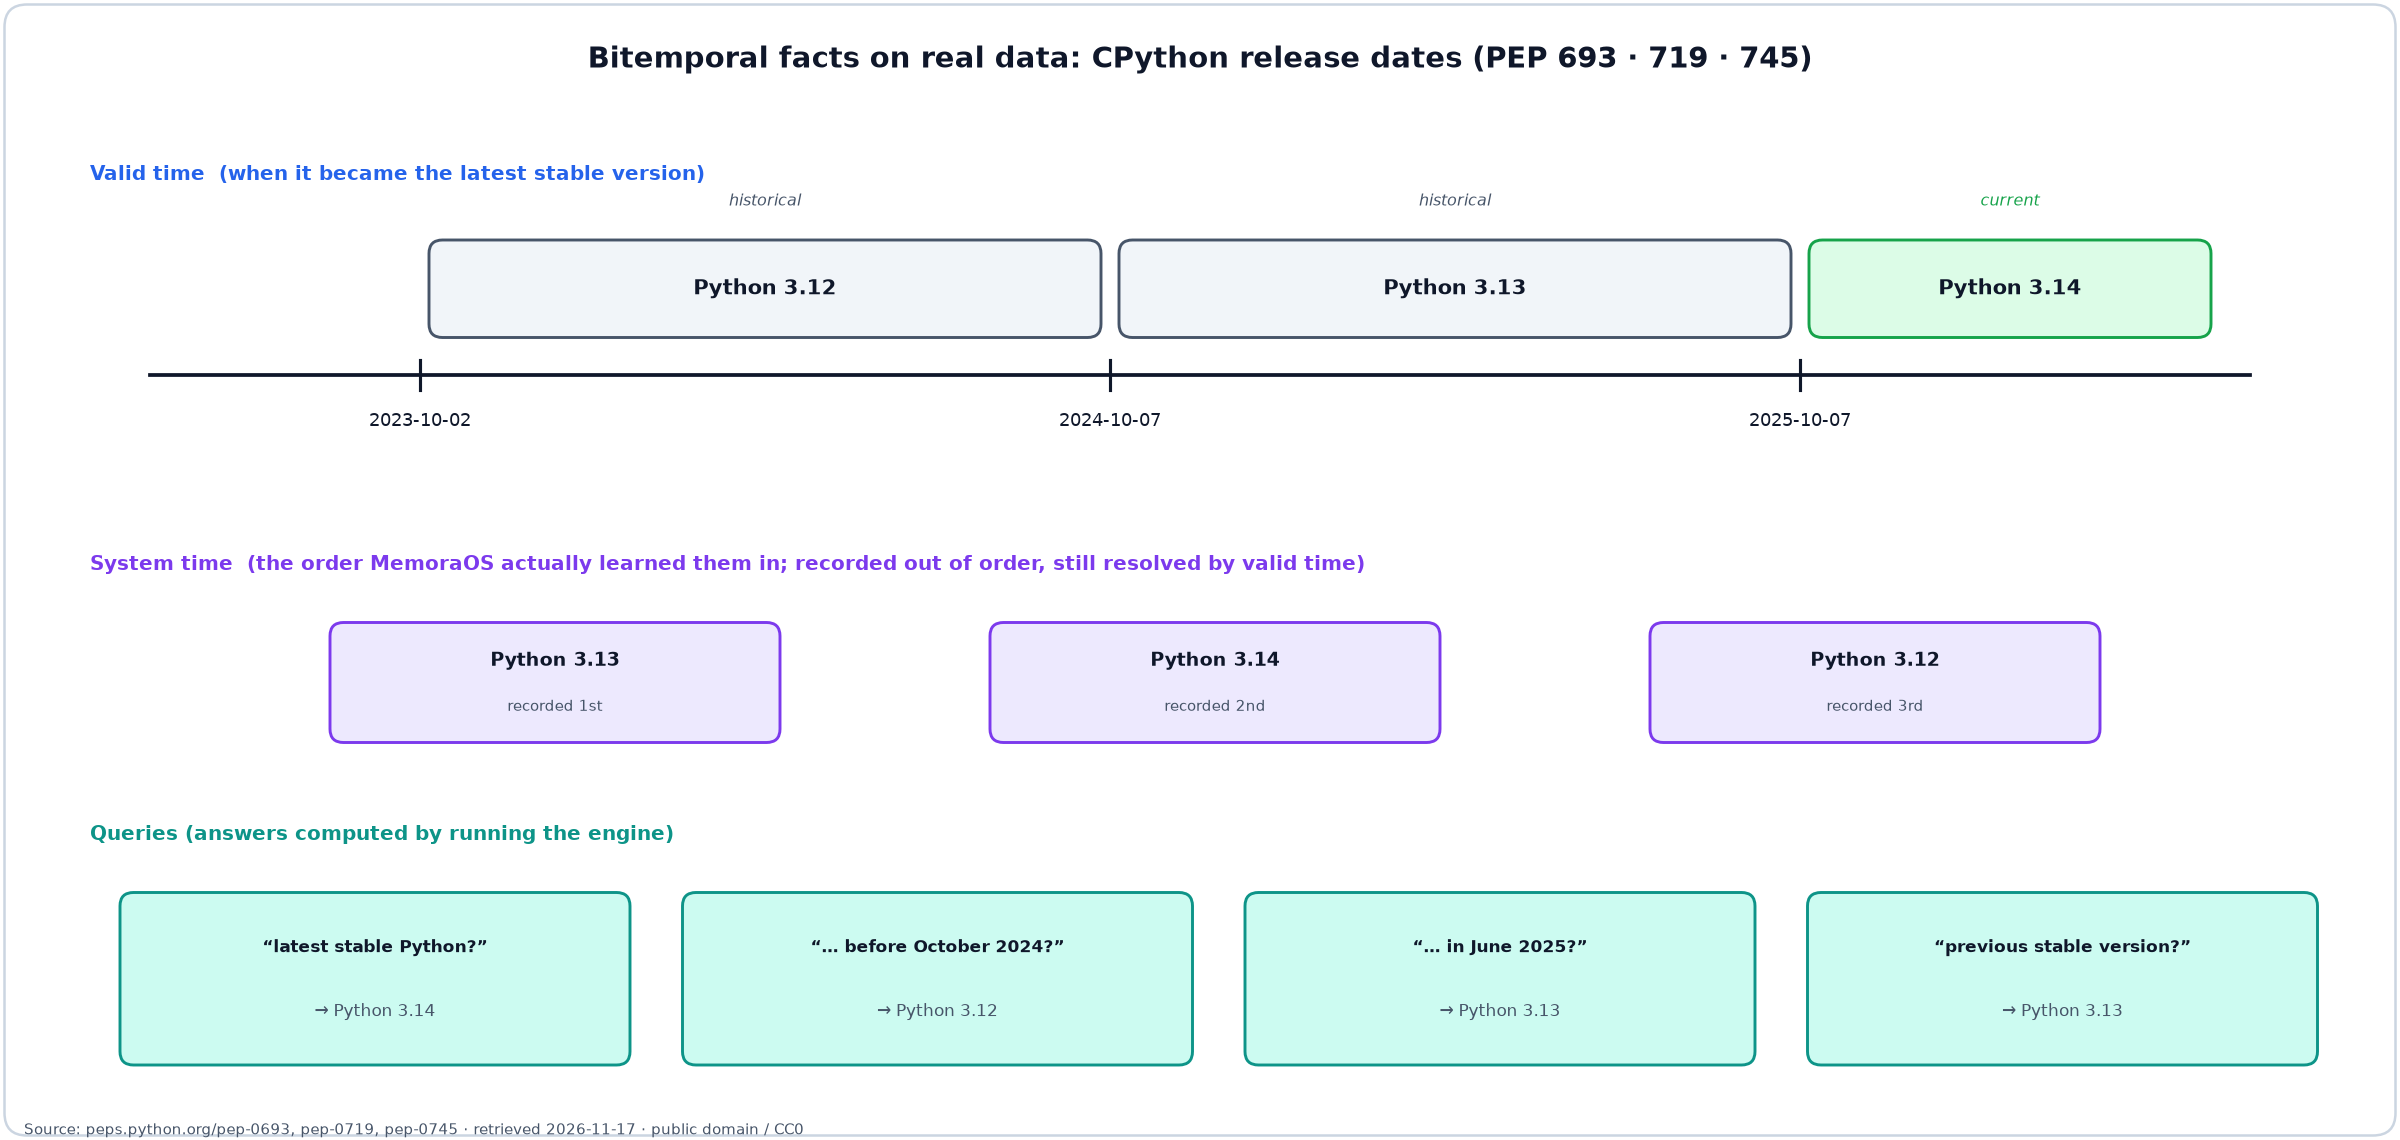 Bitemporal facts on real data: CPython release dates (PEP 693 · 719 · 745)
Valid time  (when it became the latest stable version)
historical
historical
current
Python 3.12
Python 3.13
Python 3.14
2023-10-02
2024-10-07
2025-10-07
System time  (the order MemoraOS actually learned them in; recorded out of order, still resolved by valid time)
Python 3.13
recorded 1st
Python 3.14
recorded 2nd
Python 3.12
recorded 3rd
Queries (answers computed by running the engine)
“latest stable Python?”
→ Python 3.14
“… before October 2024?”
→ Python 3.12
“… in June 2025?”
→ Python 3.13
“previous stable version?”
→ Python 3.13
Source: peps.python.org/pep-0693, pep-0719, pep-0745 · retrieved 2026-11-17 · public domain / CC0